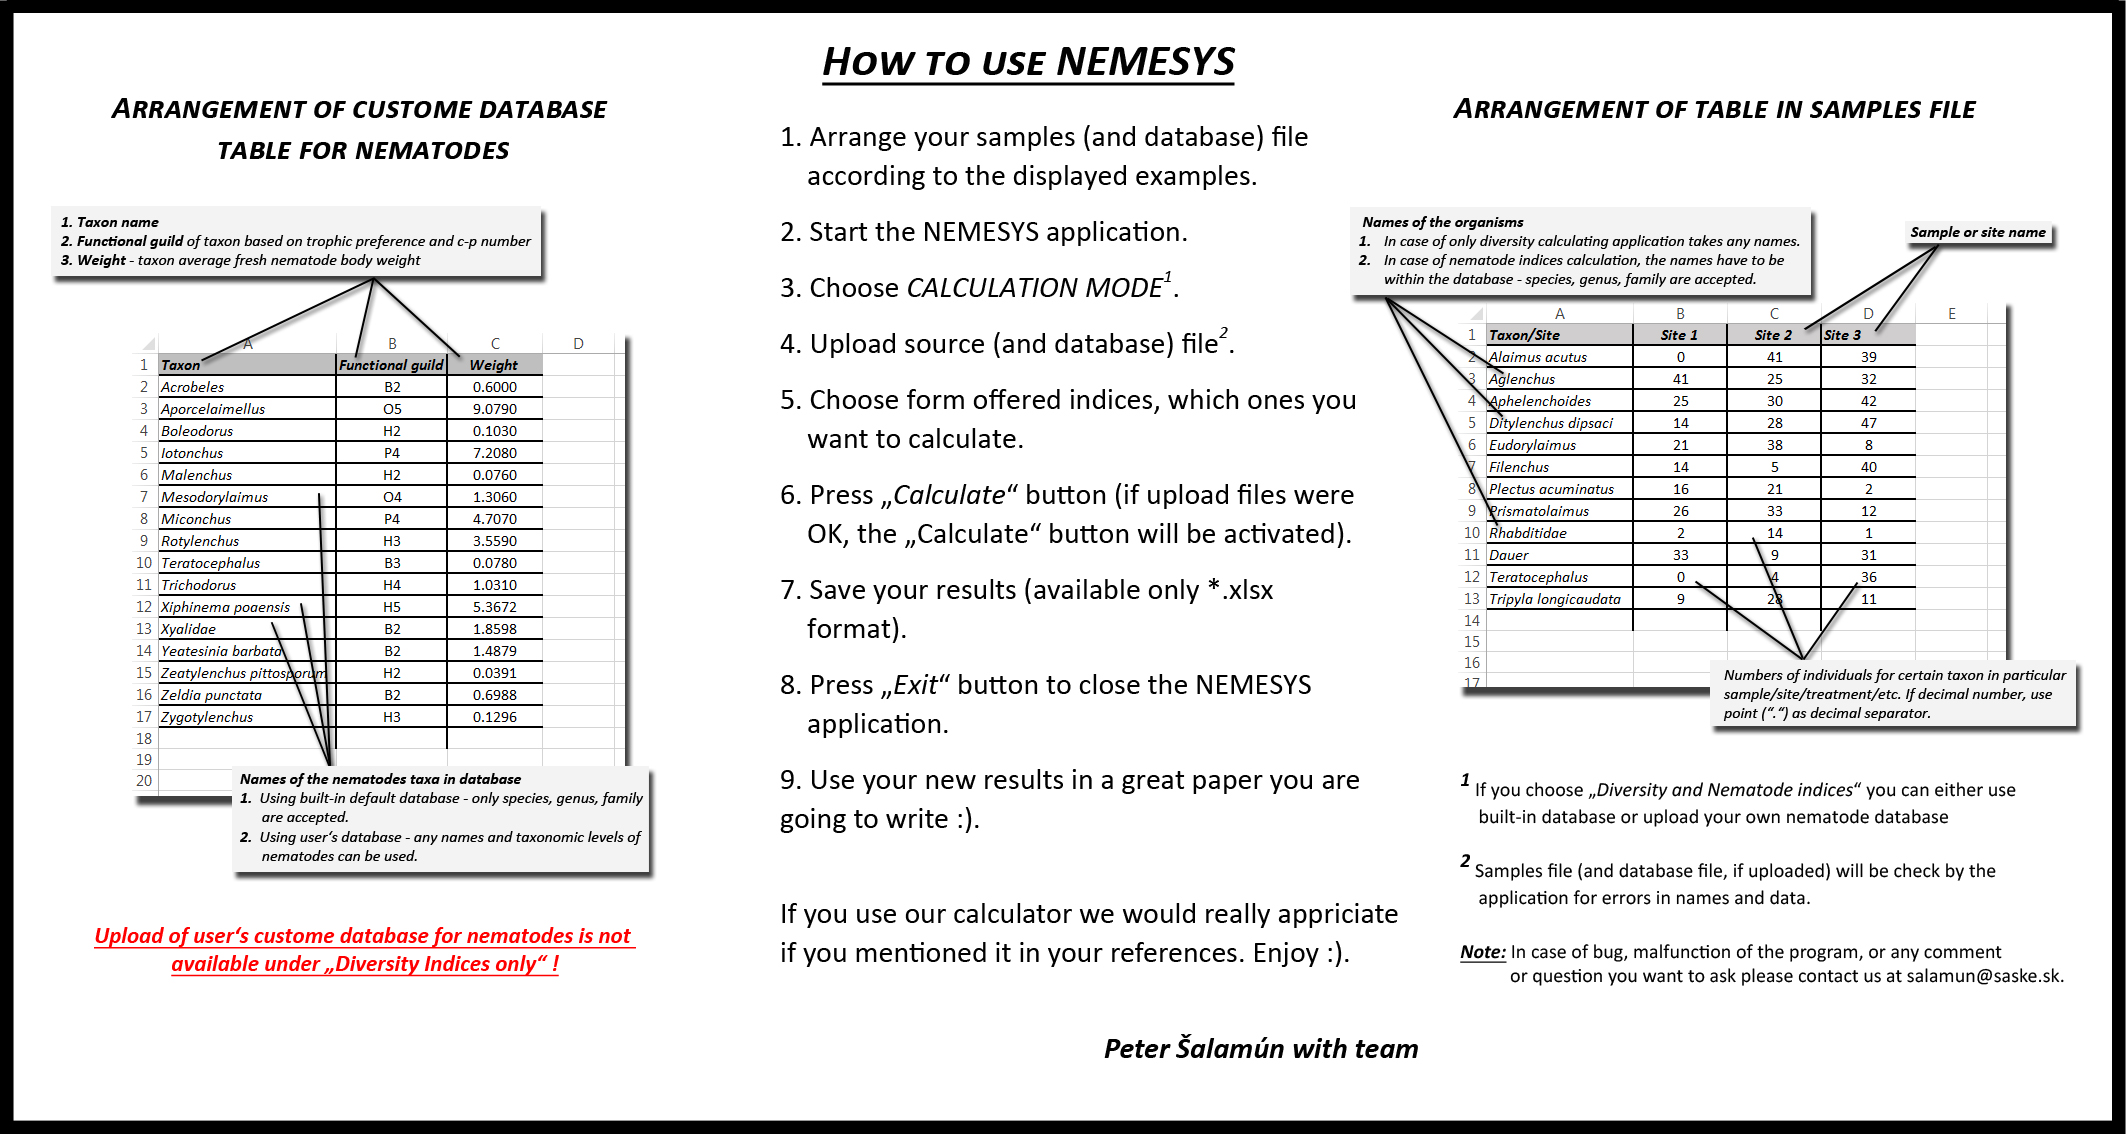 HOW TO USE NEMESYS
ARRANGEMENT OF CUSTOME DATABASE
TABLE FOR NEMATODES
1. Taxon name
2. Functional guild of taxon based on trophic preference and c-p number
3. Weight - taxon average fresh nematode body weight
A B C D
1 Taxon Functional guild Weight
2 Acrobeles B2 0.6000
3 Aporcelaimellus O5 9.0790
4 Boleodorus H2 0.1030
5 Iotonchus P4 7.2080
6 Malenchus H2 0.0760
7 Mesodorylaimus O4 1.3060
8 Miconchus P4 4.7070
9 Rotylenchus H3 3.5590
10 Teratocephalus B3 0.0780
11 Trichodorus H4 1.0310
12 Xiphinema poaensis H5 5.3672
13 Xyalidae B2 1.8598
14 Yeatesinia barbata B2 1.4879
15 Zeatylenchus pittosporum H2 0.0391
16 Zeldia punctata B2 0.6988
17 Zygotylenchus H3 0.1296
18
19
20
Names of the nematodes taxa in database
1. Using built-in default database - only species, genus, family
are accepted.
2. Using user‘s database - any names and taxonomic levels of
nematodes can be used.
Upload of user‘s custome database for nematodes is not
available under „Diversity Indices only“ !
1. Arrange your samples (and database) file
according to the displayed examples.
2. Start the NEMESYS application.
3. Choose CALCULATION MODE1.
4. Upload source (and database) file2.
5. Choose form offered indices, which ones you
want to calculate.
6. Press „Calculate“ button (if upload files were
OK, the „Calculate“ button will be activated).
7. Save your results (available only *.xlsx
format).
8. Press „Exit“ button to close the NEMESYS
application.
9. Use your new results in a great paper you are
going to write :).
If you use our calculator we would really appriciate
if you mentioned it in your references. Enjoy :).
Peter Šalamún with team
ARRANGEMENT OF TABLE IN SAMPLES FILE
Names of the organisms
1. In case of only diversity calculating application takes any names.
2. In case of nematode indices calculation, the names have to be
within the database - species, genus, family are accepted.
Sample or site name
A B C D E
1 Taxon/Site Site 1 Site 2 Site 3
2 Alaimus acutus 0 41 39
3 Aglenchus 41 25 32
4 Aphelenchoides 25 30 42
5 Ditylenchus dipsaci 14 28 47
6 Eudorylaimus 21 38 8
7 Filenchus 14 5 40
8 Plectus acuminatus 16 21 2
9 Prismatolaimus 26 33 12
10 Rhabditidae 2 14 1
11 Dauer 33 9 31
12 Teratocephalus 0 4 36
13 Tripyla longicaudata 9 28 11
14
15
16
17
Numbers of individuals for certain taxon in particular
sample/site/treatment/etc. If decimal number, use
point (“.“) as decimal separator.
1 If you choose „Diversity and Nematode indices“ you can either use
built-in database or upload your own nematode database
2 Samples file (and database file, if uploaded) will be check by the
application for errors in names and data.
Note: In case of bug, malfunction of the program, or any comment
or question you want to ask please contact us at salamun@saske.sk.